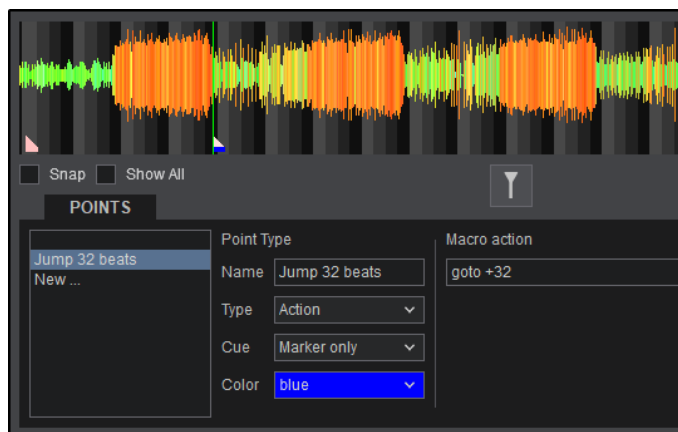 Snap Show All
POINTS
Point Type Macro action
Jump 32 beats
New ...
Name Jump 32 beats goto +32
Type Action
Cue Marker only
Color blue